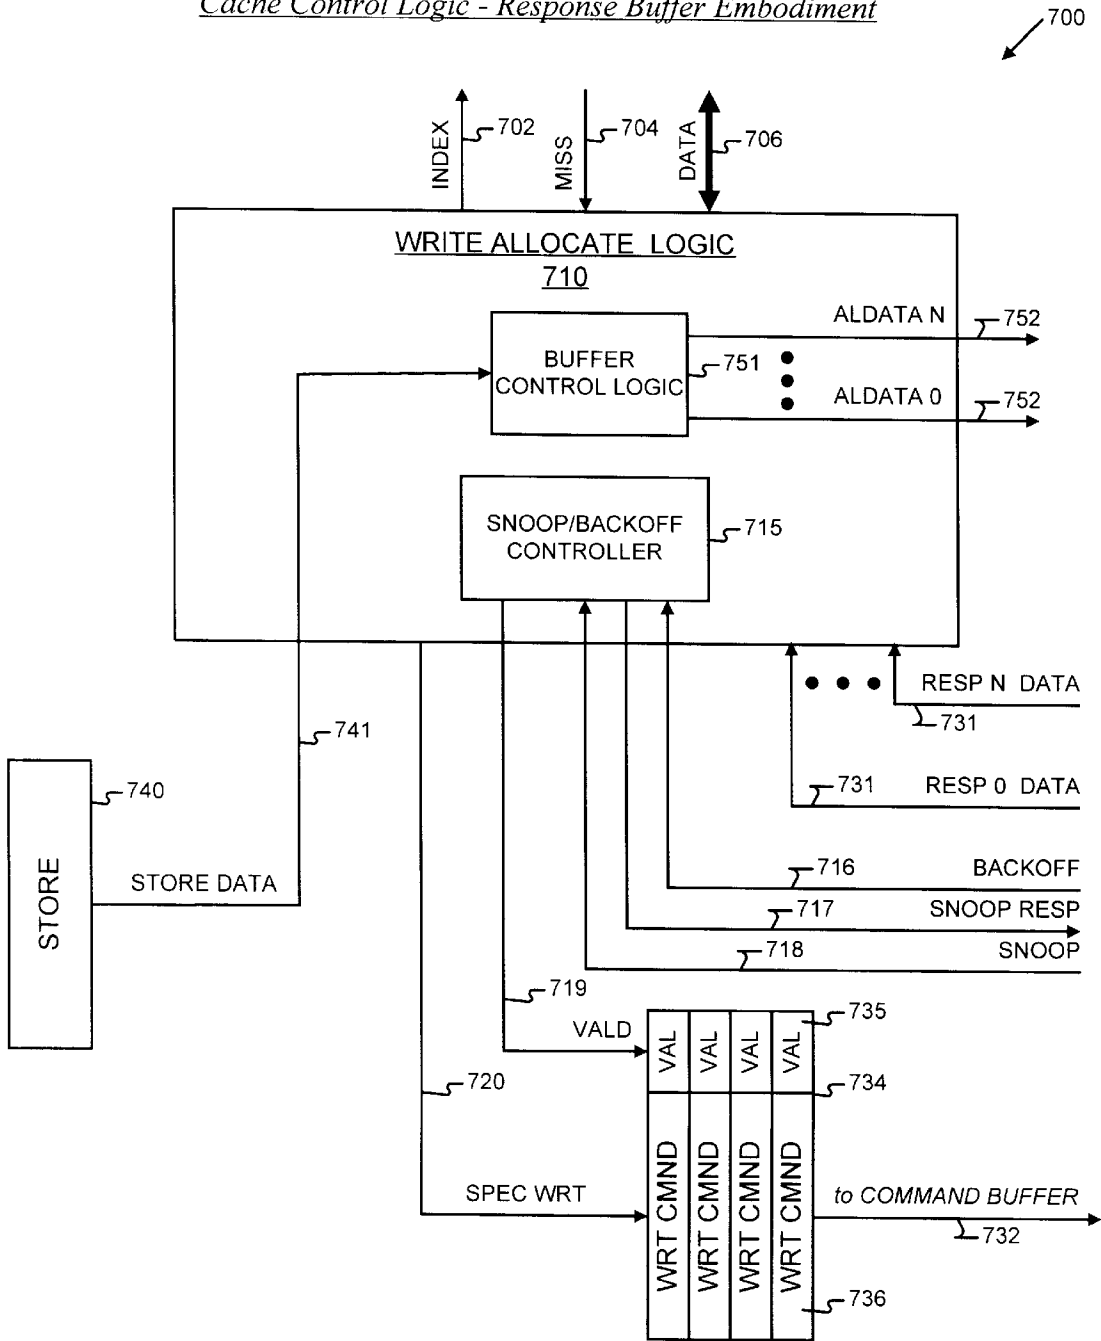 Cache Control Logic - Response Buffer Embodiment
700
INDEX
702
MISS
704
DATA
706
WRITE ALLOCATE LOGIC
710
ALDATA N
752
BUFFER
CONTROL LOGIC
751
ALDATA 0
752
SNOOP/BACKOFF
CONTROLLER
715
RESP N DATA
731
741
740
731
RESP 0 DATA
STORE
STORE DATA
716
BACKOFF
717
SNOOP RESP
718
SNOOP
719
VALD
VAL
VAL
VAL
VAL
735
720
734
SPEC WRT
WRT CMND
WRT CMND
WRT CMND
WRT CMND
to COMMAND BUFFER
732
736